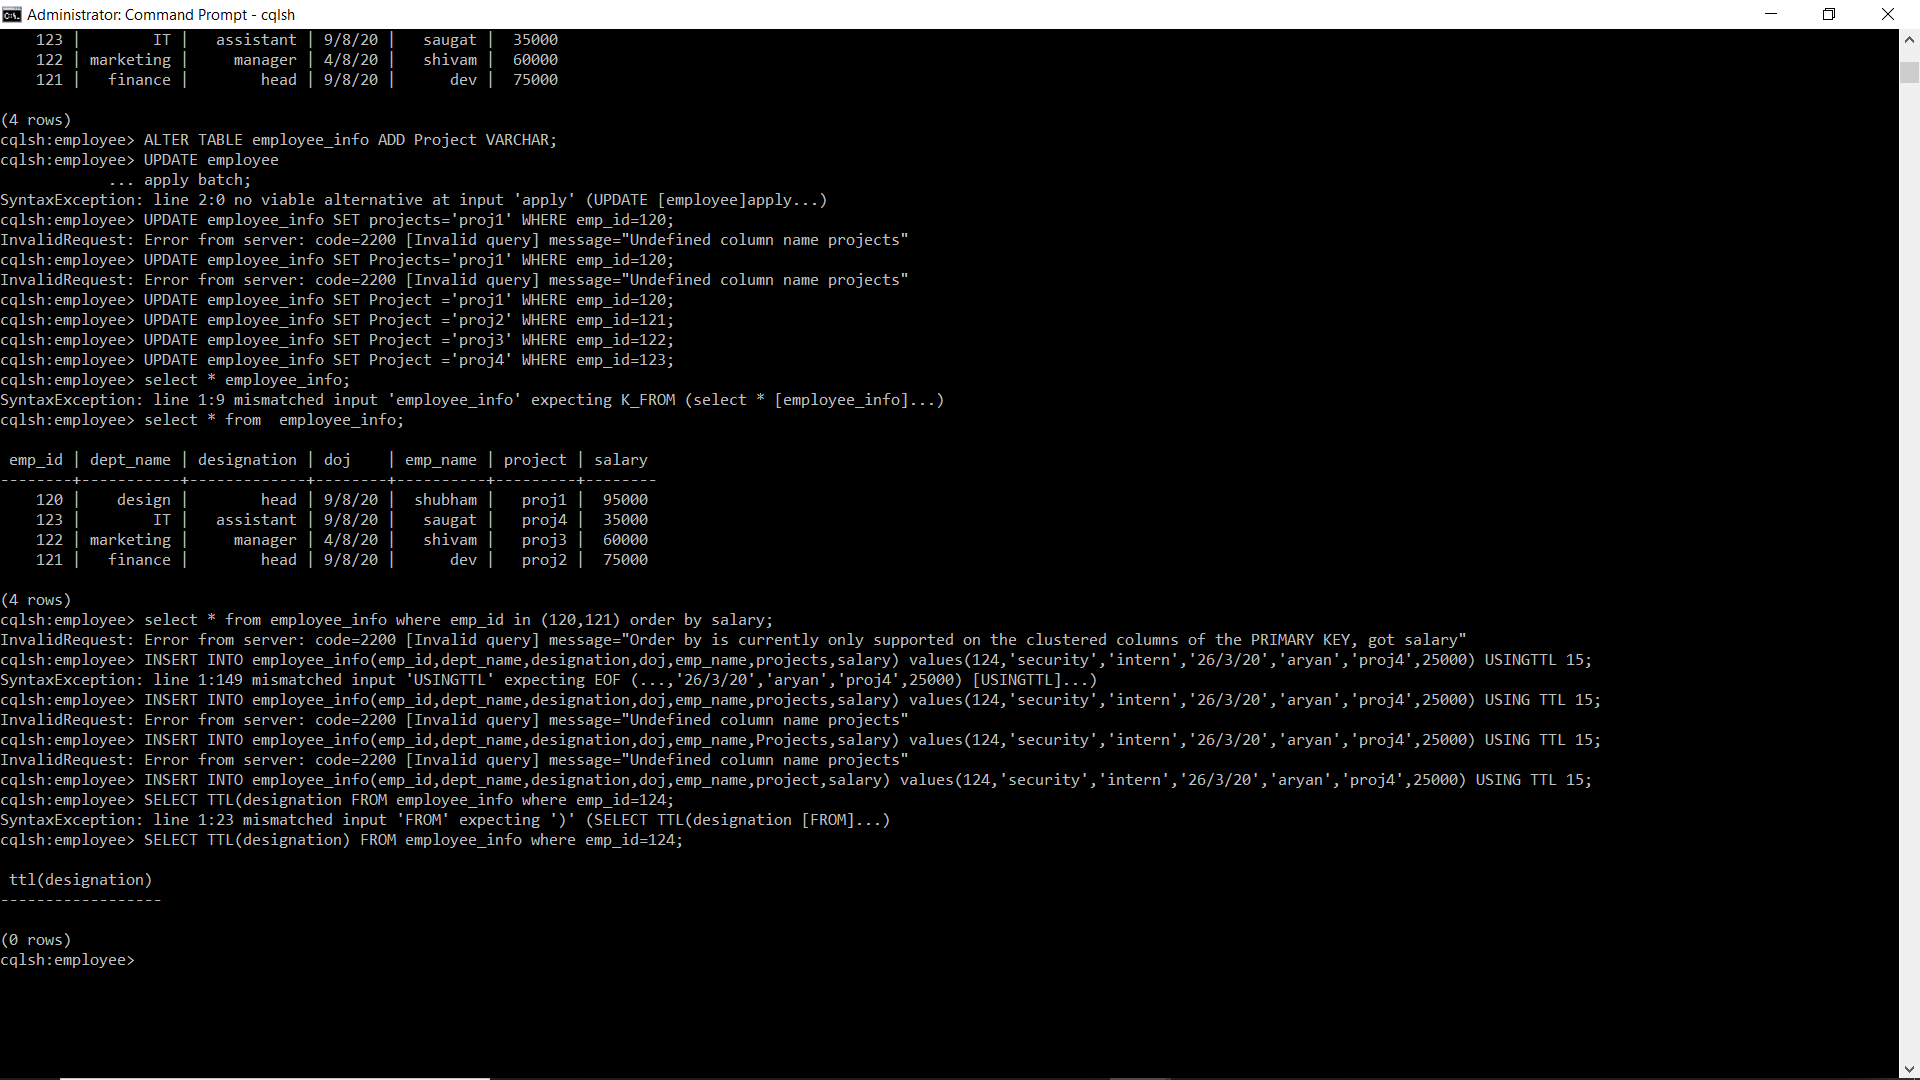 Administrator: Command Prompt - cqlsh
123 | IT | assistant | 9/8/20 | saugat | 35000
122 | marketing | manager | 4/8/20 | shivam | 60000
121 | finance | head | 9/8/20 | dev | 75000
(4 rows)
cqlsh:employee> ALTER TABLE employee_info ADD Project VARCHAR;
cqlsh:employee> UPDATE employee
... apply batch;
SyntaxException: line 2:0 no viable alternative at input 'apply' (UPDATE [employee]apply...)
cqlsh:employee> UPDATE employee_info SET projects='proj1' WHERE emp_id=120;
InvalidRequest: Error from server: code=2200 [Invalid query] message="Undefined column name projects"
cqlsh:employee> UPDATE employee_info SET Projects='proj1' WHERE emp_id=120;
InvalidRequest: Error from server: code=2200 [Invalid query] message="Undefined column name projects"
cqlsh:employee> UPDATE employee_info SET Project ='proj1' WHERE emp_id=120;
cqlsh:employee> UPDATE employee_info SET Project ='proj2' WHERE emp_id=121;
cqlsh:employee> UPDATE employee_info SET Project ='proj3' WHERE emp_id=122;
cqlsh:employee> UPDATE employee_info SET Project ='proj4' WHERE emp_id=123;
cqlsh:employee> select * employee_info;
SyntaxException: line 1:9 mismatched input 'employee_info' expecting K_FROM (select * [employee_info]...)
cqlsh:employee> select * from  employee_info;
emp_id | dept_name | designation | doj | emp_name | project | salary
--------+-----------+-------------+--------+----------+---------+--------
120 | design | head | 9/8/20 | shubham | proj1 | 95000
123 | IT | assistant | 9/8/20 | saugat | proj4 | 35000
122 | marketing | manager | 4/8/20 | shivam | proj3 | 60000
121 | finance | head | 9/8/20 | dev | proj2 | 75000
(4 rows)
cqlsh:employee> select * from employee_info where emp_id in (120,121) order by salary;
InvalidRequest: Error from server: code=2200 [Invalid query] message="Order by is currently only supported on the clustered columns of the PRIMARY KEY, got salary"
cqlsh:employee> INSERT INTO employee_info(emp_id,dept_name,designation,doj,emp_name,projects,salary) values(124,'security','intern','26/3/20','aryan','proj4',25000) USINGTTL 15;
SyntaxException: line 1:149 mismatched input 'USINGTTL' expecting EOF (...,'26/3/20','aryan','proj4',25000) [USINGTTL]...)
cqlsh:employee> INSERT INTO employee_info(emp_id,dept_name,designation,doj,emp_name,projects,salary) values(124,'security','intern','26/3/20','aryan','proj4',25000) USING TTL 15;
InvalidRequest: Error from server: code=2200 [Invalid query] message="Undefined column name projects"
cqlsh:employee> INSERT INTO employee_info(emp_id,dept_name,designation,doj,emp_name,Projects,salary) values(124,'security','intern','26/3/20','aryan','proj4',25000) USING TTL 15;
InvalidRequest: Error from server: code=2200 [Invalid query] message="Undefined column name projects"
cqlsh:employee> INSERT INTO employee_info(emp_id,dept_name,designation,doj,emp_name,project,salary) values(124,'security','intern','26/3/20','aryan','proj4',25000) USING TTL 15;
cqlsh:employee> SELECT TTL(designation FROM employee_info where emp_id=124;
SyntaxException: line 1:23 mismatched input 'FROM' expecting ')' (SELECT TTL(designation [FROM]...)
cqlsh:employee> SELECT TTL(designation) FROM employee_info where emp_id=124;
ttl(designation)
------------------
(0 rows)
cqlsh:employee>